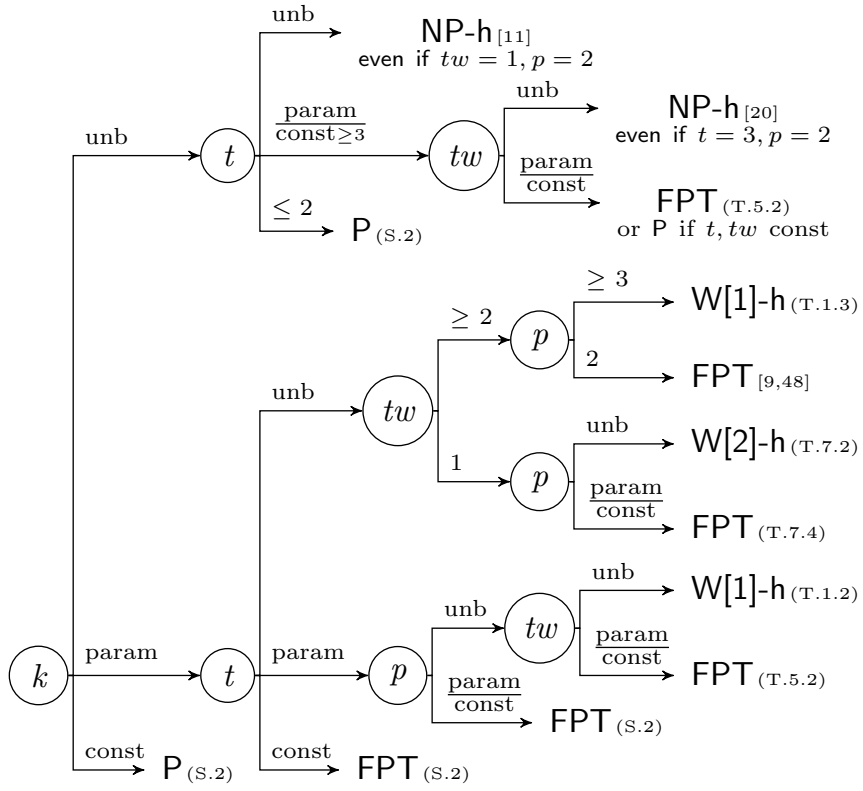 unb
NP-h [11]
even if tw = 1, p = 2
unb
t
param
const≥3
tw
unb
NP-h [20]
even if t = 3, p = 2
param
const
FPT (T.5.2)
or P if t, tw const
≤ 2
P (S.2)
≥ 2
p
≥ 3
W[1]-h (T.1.3)
2
FPT [9,48]
unb
tw
1
p
unb
W[2]-h (T.7.2)
param
const
FPT (T.7.4)
k
param
t
param
p
unb
tw
unb
W[1]-h (T.1.2)
param
const
FPT (T.5.2)
param
const
FPT (S.2)
const
P (S.2)
const
FPT (S.2)